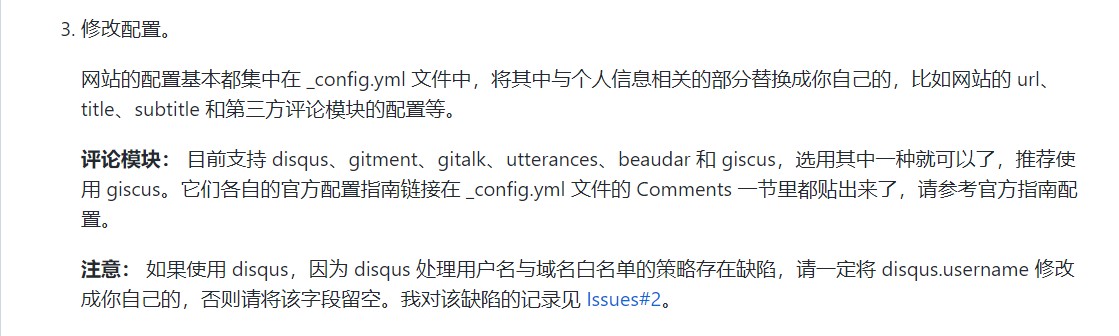 3. 修改配置。
网站的配置基本都集中在 _config.yml 文件中，将其中与个人信息相关的部分替换成你自己的，比如网站的 url、
title、subtitle 和第三方评论模块的配置等。
评论模块： 目前支持 disqus、gitment、gitalk、utterances、beaudar 和 giscus，选用其中一种就可以了，推荐使
用 giscus。它们各自的官方配置指南链接在 _config.yml 文件的 Comments 一节里都贴出来了，请参考官方指南配
置。
注意： 如果使用 disqus，因为 disqus 处理用户名与域名白名单的策略存在缺陷，请一定将 disqus.username 修改
成你自己的，否则请将该字段留空。我对该缺陷的记录见 Issues#2。